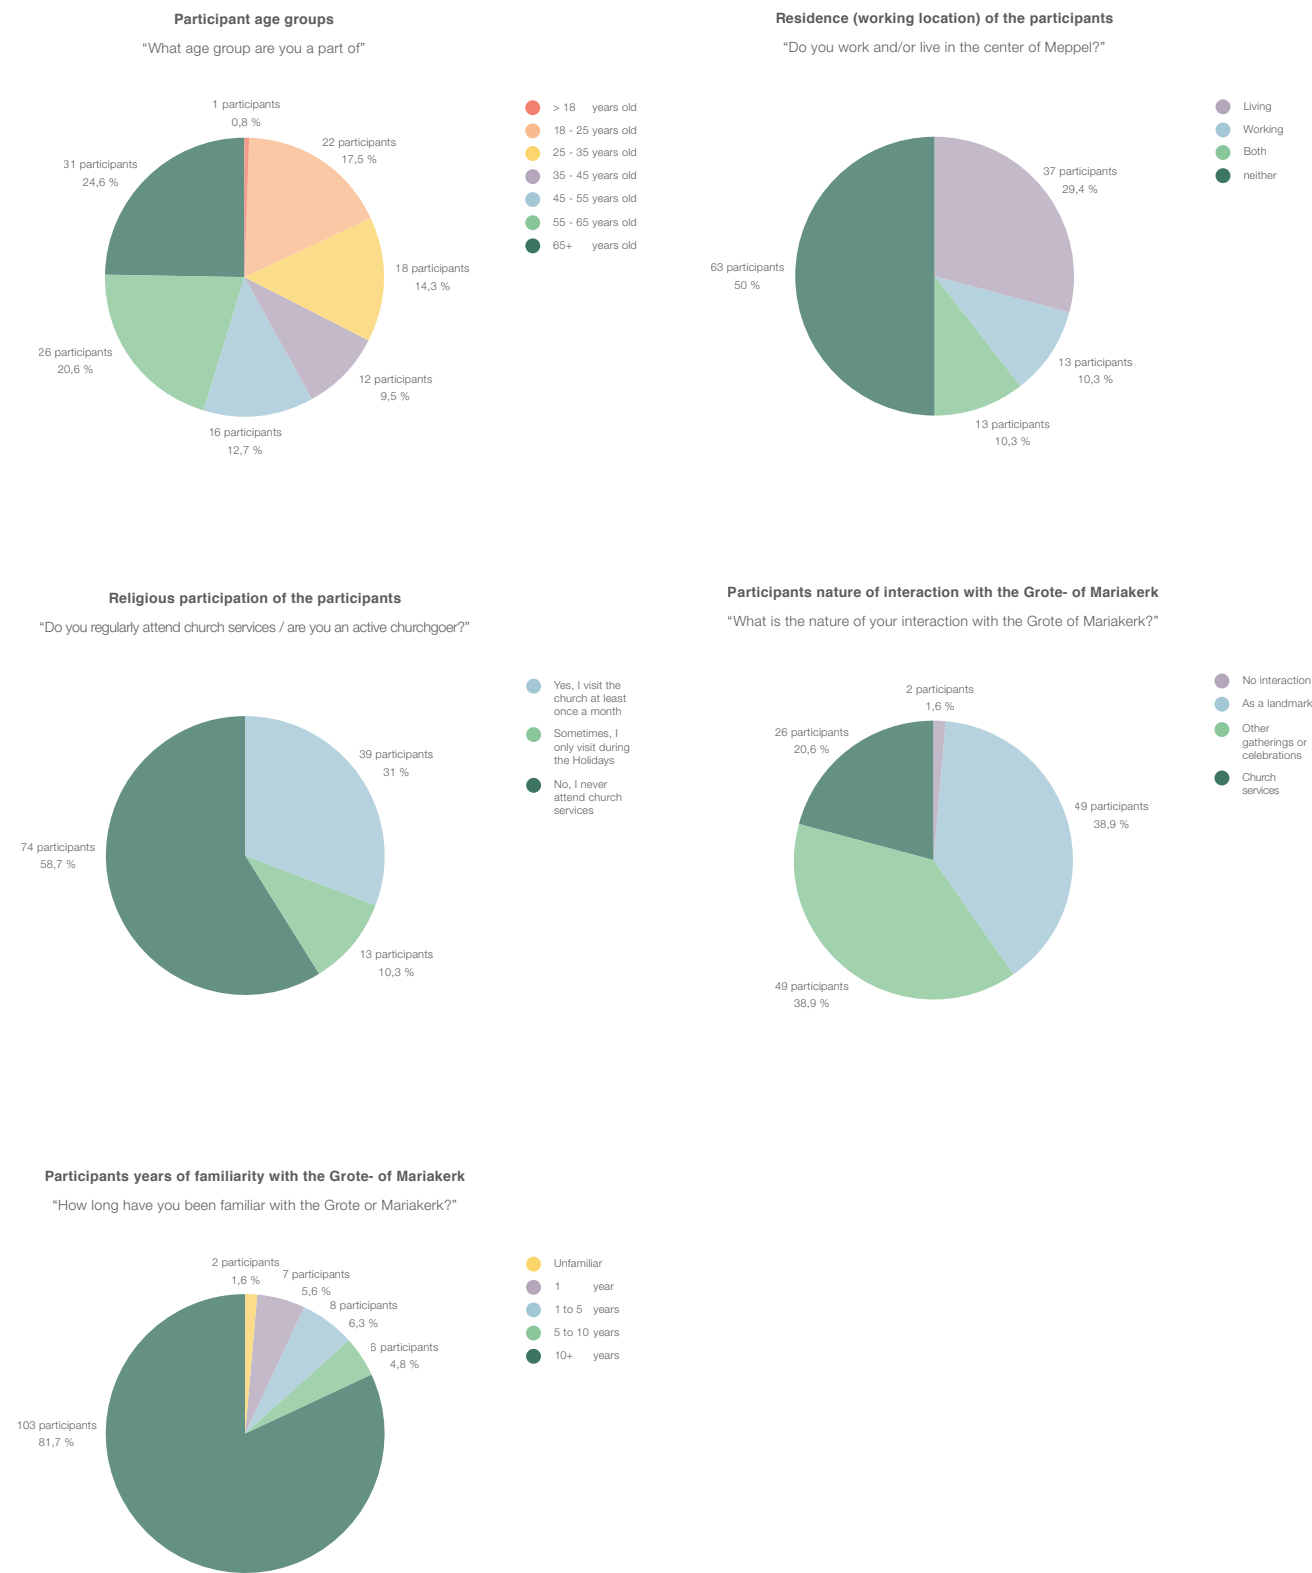 Participant age groups
“What age group are you a part of”
1 participants
0,8 %
22 participants
17,5 %
31 participants
24,6 %
18 participants
14,3 %
26 participants
20,6 %
12 participants
9,5 %
16 participants
12,7 %
> 18 years old
18 - 25 years old
25 - 35 years old
35 - 45 years old
45 - 55 years old
55 - 65 years old
65+ years old
Residence (working location) of the participants
“Do you work and/or live in the center of Meppel?”
37 participants
29,4 %
63 participants
50 %
13 participants
10,3 %
13 participants
10,3 %
Living
Working
Both
neither
Religious participation of the participants
“Do you regularly attend church services / are you an active churchgoer?”
39 participants
31 %
74 participants
58,7 %
13 participants
10,3 %
Yes, I visit the
church at least
once a month
Sometimes, I
only visit during
the Holidays
No, I never
attend church
services
Participants nature of interaction with the Grote- of Mariakerk
“What is the nature of your interaction with the Grote of Mariakerk?”
2 participants
1,6 %
26 participants
20,6 %
49 participants
38,9 %
49 participants
38,9 %
No interaction
As a landmark
Other
gatherings or
celebrations
Church
services
Participants years of familiarity with the Grote- of Mariakerk
“How long have you been familiar with the Grote or Mariakerk?”
2 participants
1,6 %
7 participants
5,6 %
8 participants
6,3 %
6 participants
4,8 %
103 participants
81,7 %
Unfamiliar
1 year
1 to 5 years
5 to 10 years
10+ years